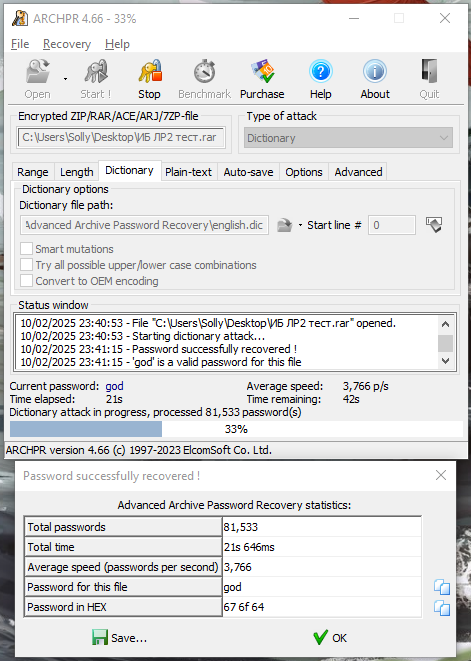 ARCHPR 4.66 - 33%
File Recovery Help
Open Start ! Stop Benchmark Purchase Help About Quit
Encrypted ZIP/RAR/ACE/ARJ/7ZP-file
C:\Users\Solly\Desktop\ИБ ЛР2 тест.rar
Type of attack
Dictionary
Range Length Dictionary Plain-text Auto-save Options Advanced
Dictionary options
Dictionary file path:
Advanced Archive Password Recovery\english.dic Start line # 0
Smart mutations
Try all possible upper/lower case combinations
Convert to OEM encoding
Status window
10/02/2025 23:40:53 - File "C:\Users\Solly\Desktop\ИБ ЛР2 тест.rar" opened.
10/02/2025 23:40:53 - Starting dictionary attack...
10/02/2025 23:41:15 - Password successfully recovered !
10/02/2025 23:41:15 - 'god' is a valid password for this file
Current password: god Average speed: 3,766 p/s
Time elapsed: 21s Time remaining: 42s
Dictionary attack in progress, processed 81,533 password(s)
33%
ARCHPR version 4.66 (c) 1997-2023 ElcomSoft Co. Ltd.
Password successfully recovered !
Advanced Archive Password Recovery statistics:
Total passwords 81,533
Total time 21s 646ms
Average speed (passwords per second) 3,766
Password for this file god
Password in HEX 67 6f 64
Save... OK